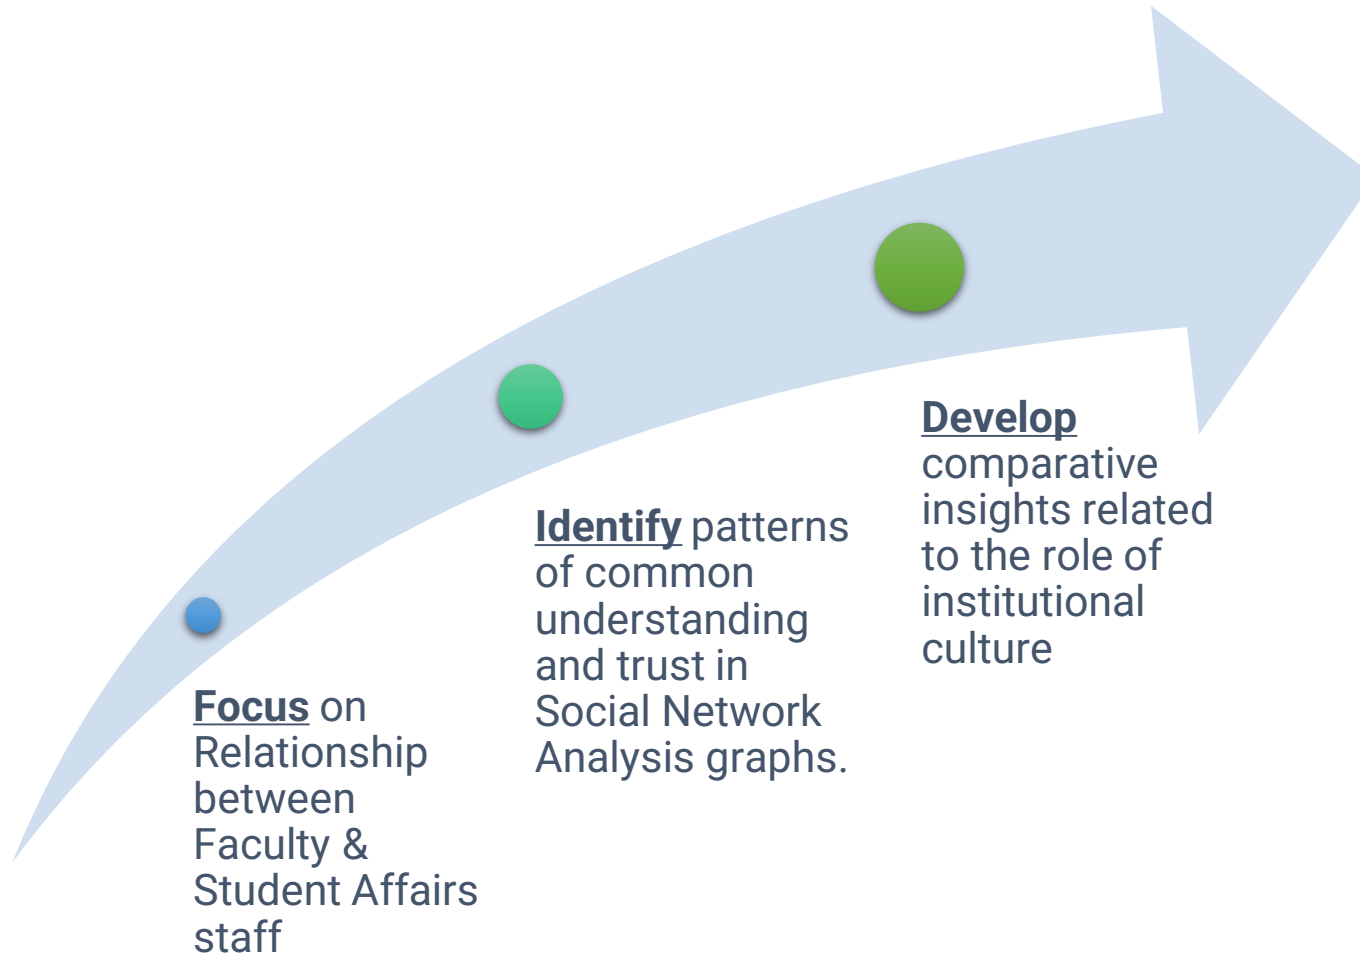 Focus on
Relationship
between
Faculty &
Student Affairs
staff
Identify patterns
of common
understanding
and trust in
Social Network
Analysis graphs.
Develop
comparative
insights related
to the role of
institutional
culture